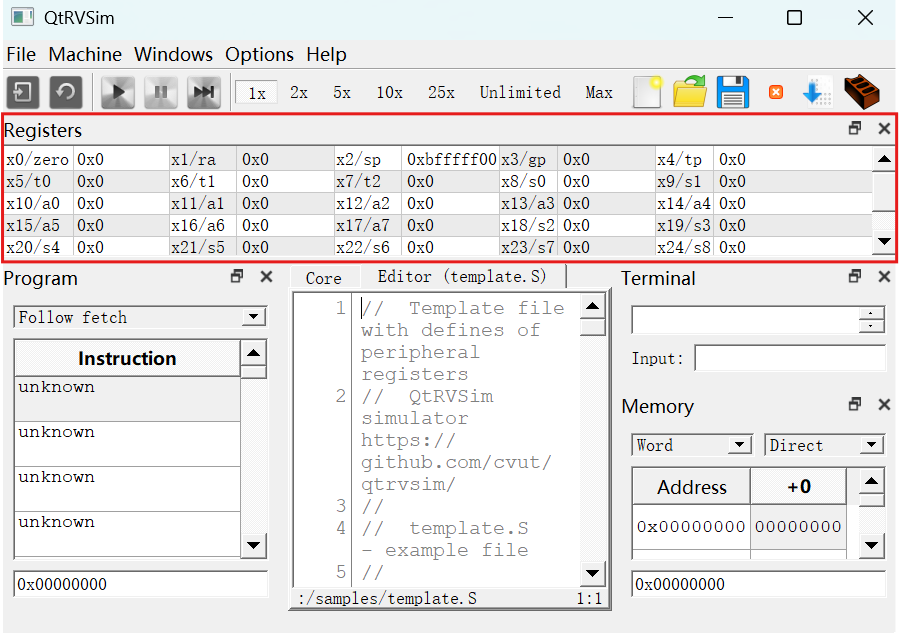 QtRVSim
File Machine Windows Options Help
1x 2x 5x 10x 25x Unlimited Max
Registers
x0/zero 0x0 x1/ra 0x0 x2/sp 0xbfffff00 x3/gp 0x0 x4/tp 0x0
x5/t0 0x0 x6/t1 0x0 x7/t2 0x0 x8/s0 0x0 x9/s1 0x0
x10/a0 0x0 x11/a1 0x0 x12/a2 0x0 x13/a3 0x0 x14/a4 0x0
x15/a5 0x0 x16/a6 0x0 x17/a7 0x0 x18/s2 0x0 x19/s3 0x0
x20/s4 0x0 x21/s5 0x0 x22/s6 0x0 x23/s7 0x0 x24/s8 0x0
Program
Follow fetch
Instruction
unknown
unknown
unknown
unknown
0x00000000
Core Editor (template.S)
1 // Template file
with defines of
peripheral
registers
2 // QtRVSim
simulator
https://
github.com/cvut/
qtrvsim/
3 //
4 // template.S
- example file
5 //
:/samples/template.S 1:1
Terminal
Input:
Memory
Word Direct
Address +0
0x00000000 00000000
0x00000000